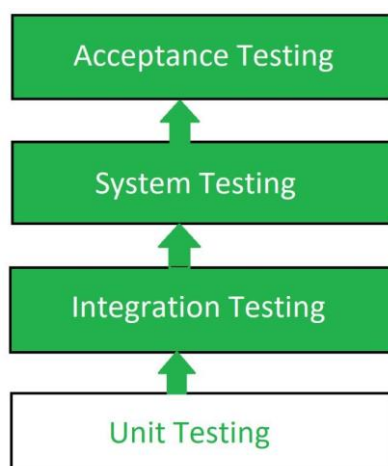 Acceptance Testing
System Testing
Integration Testing
Unit Testing